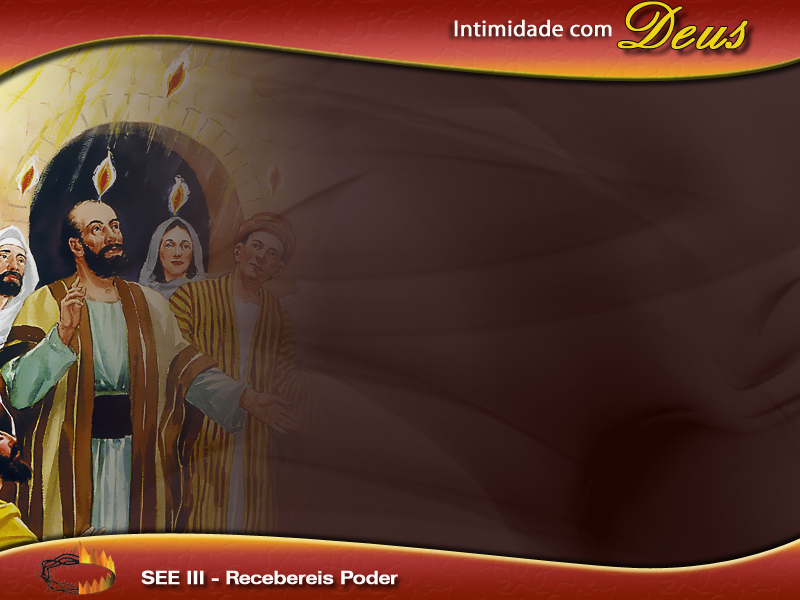 Intimidade com Deus
SEE III - Recebereis Poder